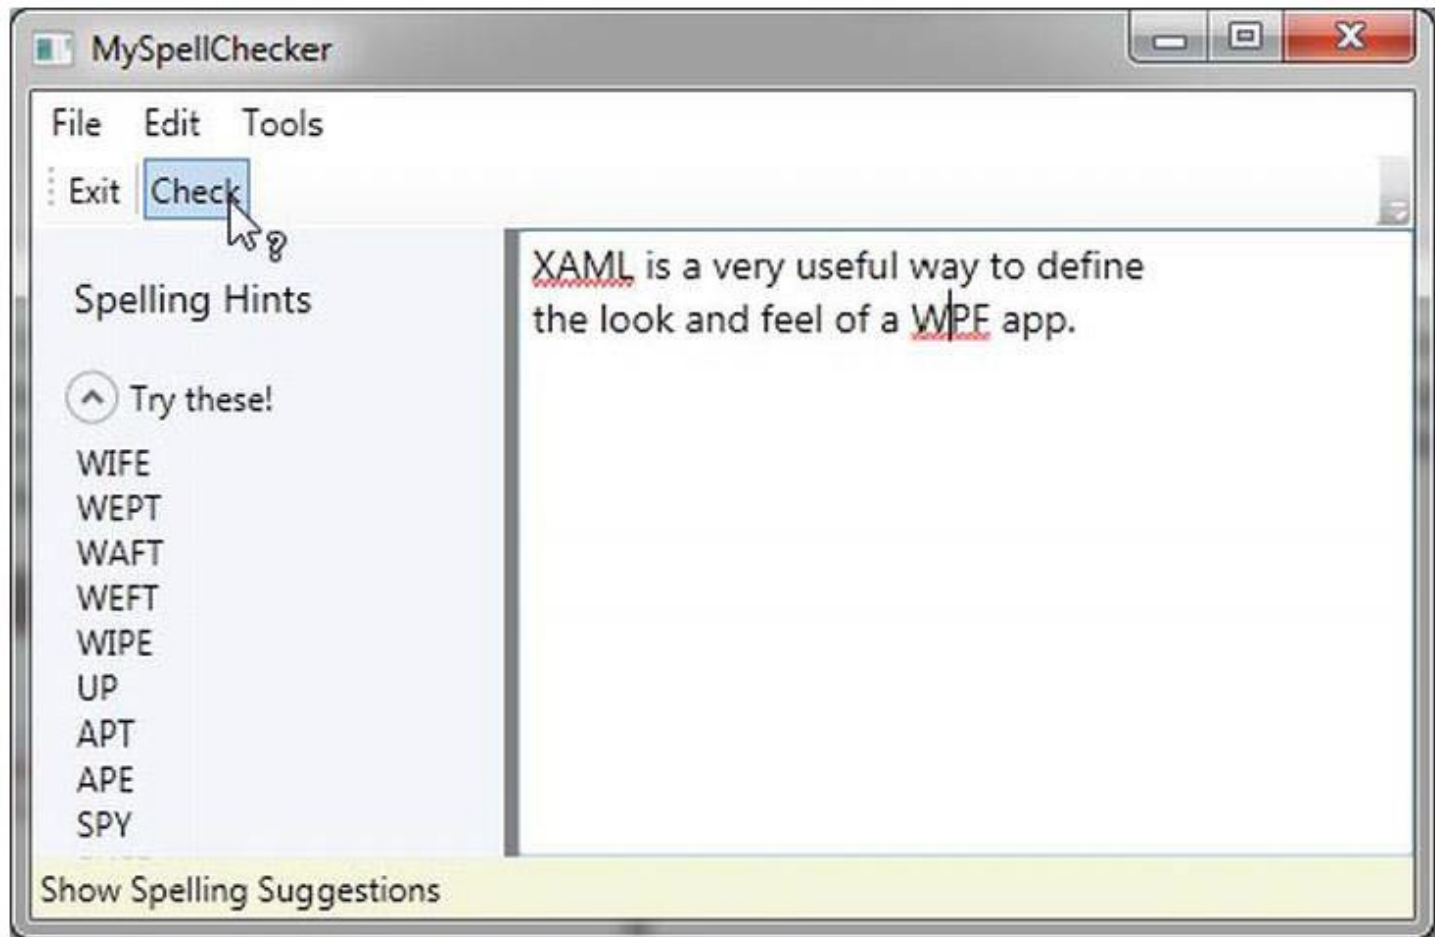 MySpellChecker
File Edit Tools
Exit Check
Spelling Hints
Try these!
WIFE
WEPT
WAFT
WEFT
WIPE
UP
APT
APE
SPY
XAML is a very useful way to define
the look and feel of a WPF app.
Show Spelling Suggestions